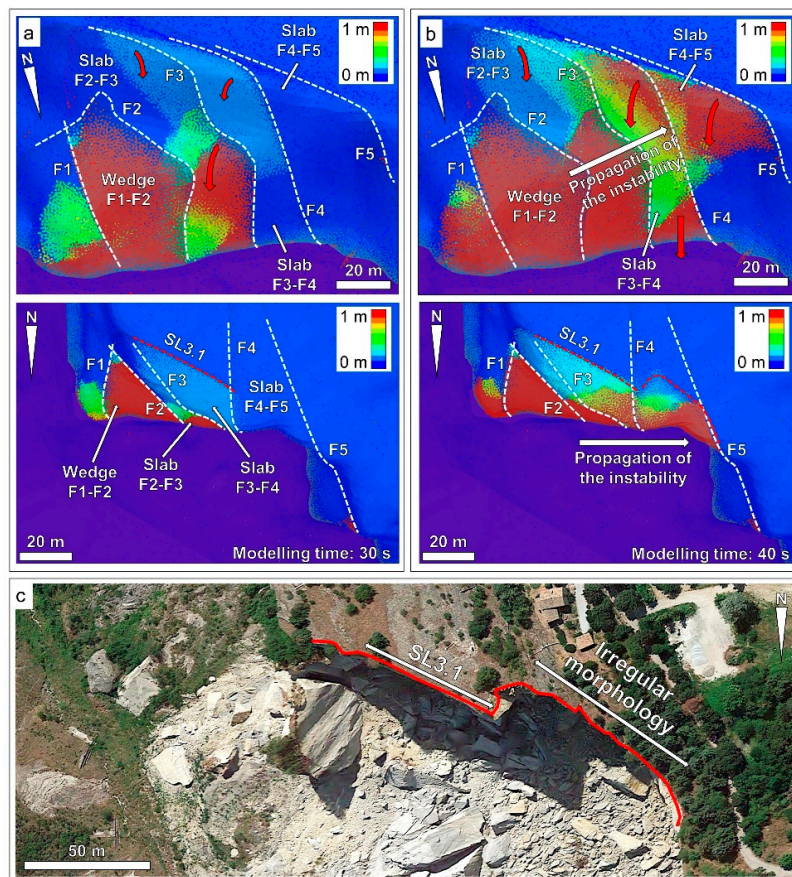 a
N
Slab
F2-F3
F3
Slab
F4-F5
1 m
0 m
F2
F1
Wedge
F1-F2
F5
F4
Slab
F3-F4
20 m
N
SL3.1
F4
1 m
0 m
F1
F3
Slab
F4-F5
F2
Wedge
F1-F2
Slab
F2-F3
Slab
F3-F4
F5
20 m
Modelling time: 30 s
b
N
Slab
F2-F3
F3
Slab
F4-F5
1 m
0 m
F2
F1
Propagation of
the instability
Wedge
F1-F2
F5
F4
Slab
F3-F4
20 m
N
SL3.1
F4
1 m
0 m
F1
F3
F2
F5
Propagation of
the instability
20 m
Modelling time: 40 s
c
N
SL3.1
Irregular
morphology
50 m